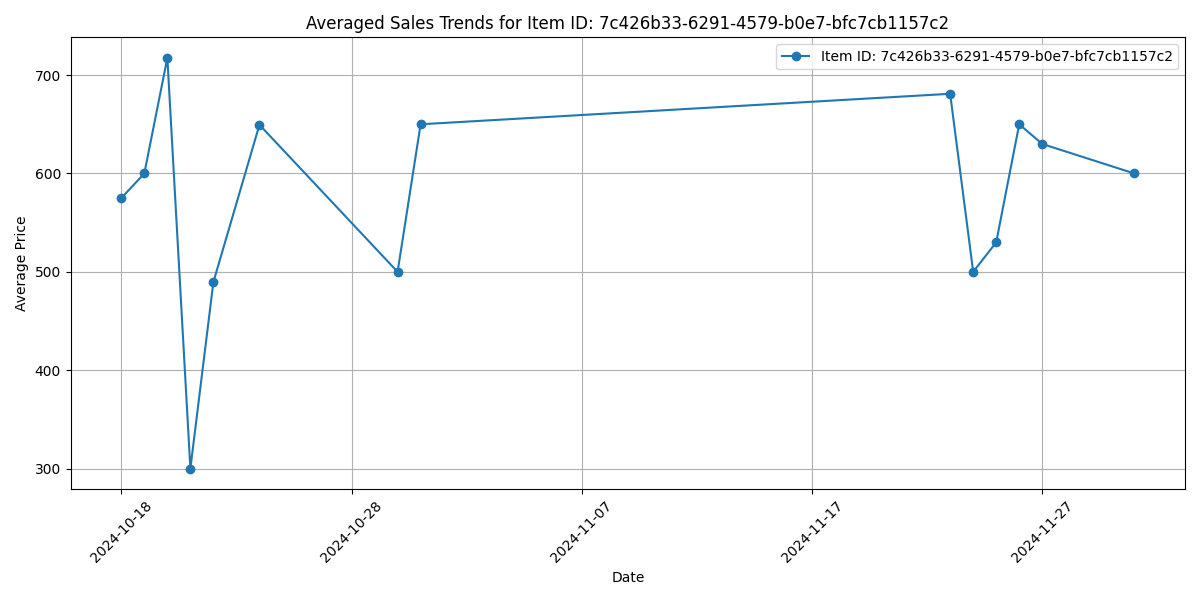 Averaged Sales Trends for Item ID: 7c426b33-6291-4579-b0e7-bfc7cb1157c2
Item ID: 7c426b33-6291-4579-b0e7-bfc7cb1157c2
Average Price
700
600
500
400
300
2024-10-18
2024-10-28
2024-11-07
2024-11-17
2024-11-27
Date